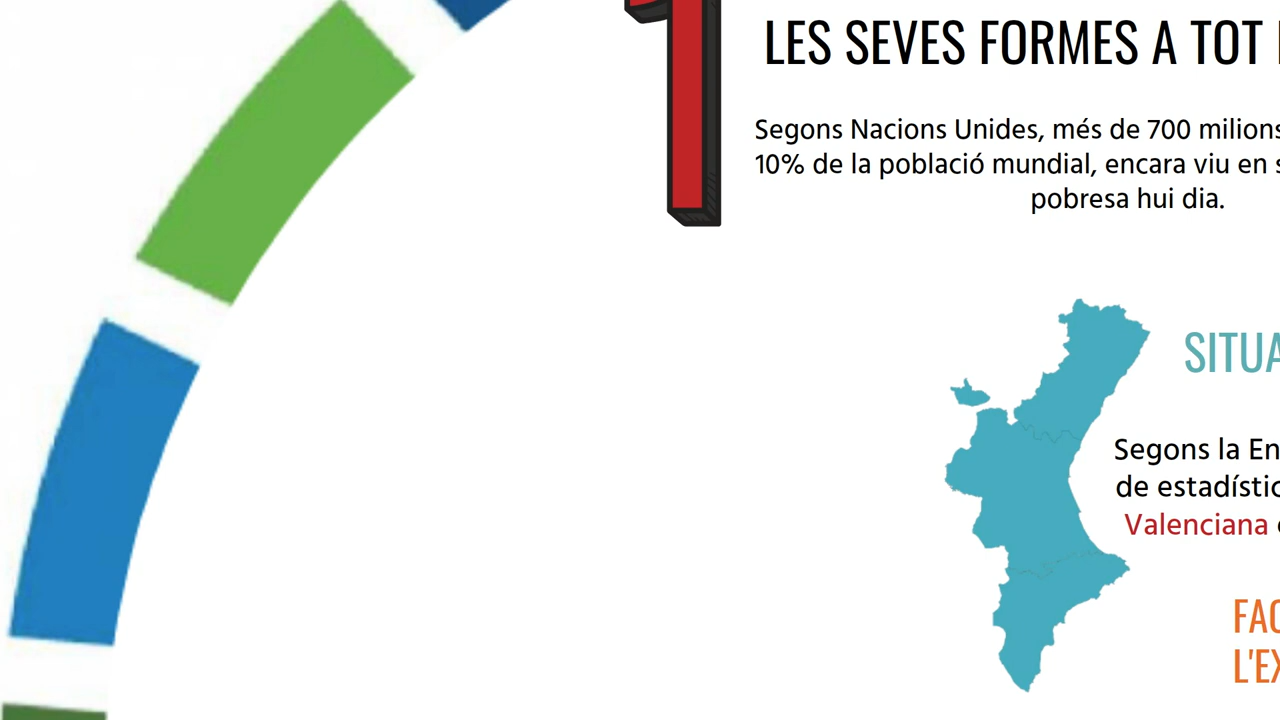 1
LES SEVES FORMES A TOT
Segons Nacions Unides, més de 700 milions
10% de la població mundial, encara viu en
pobresa hui dia.
SITUA
Segons la En
de estadístic
Valenciana
FAC
L'EX